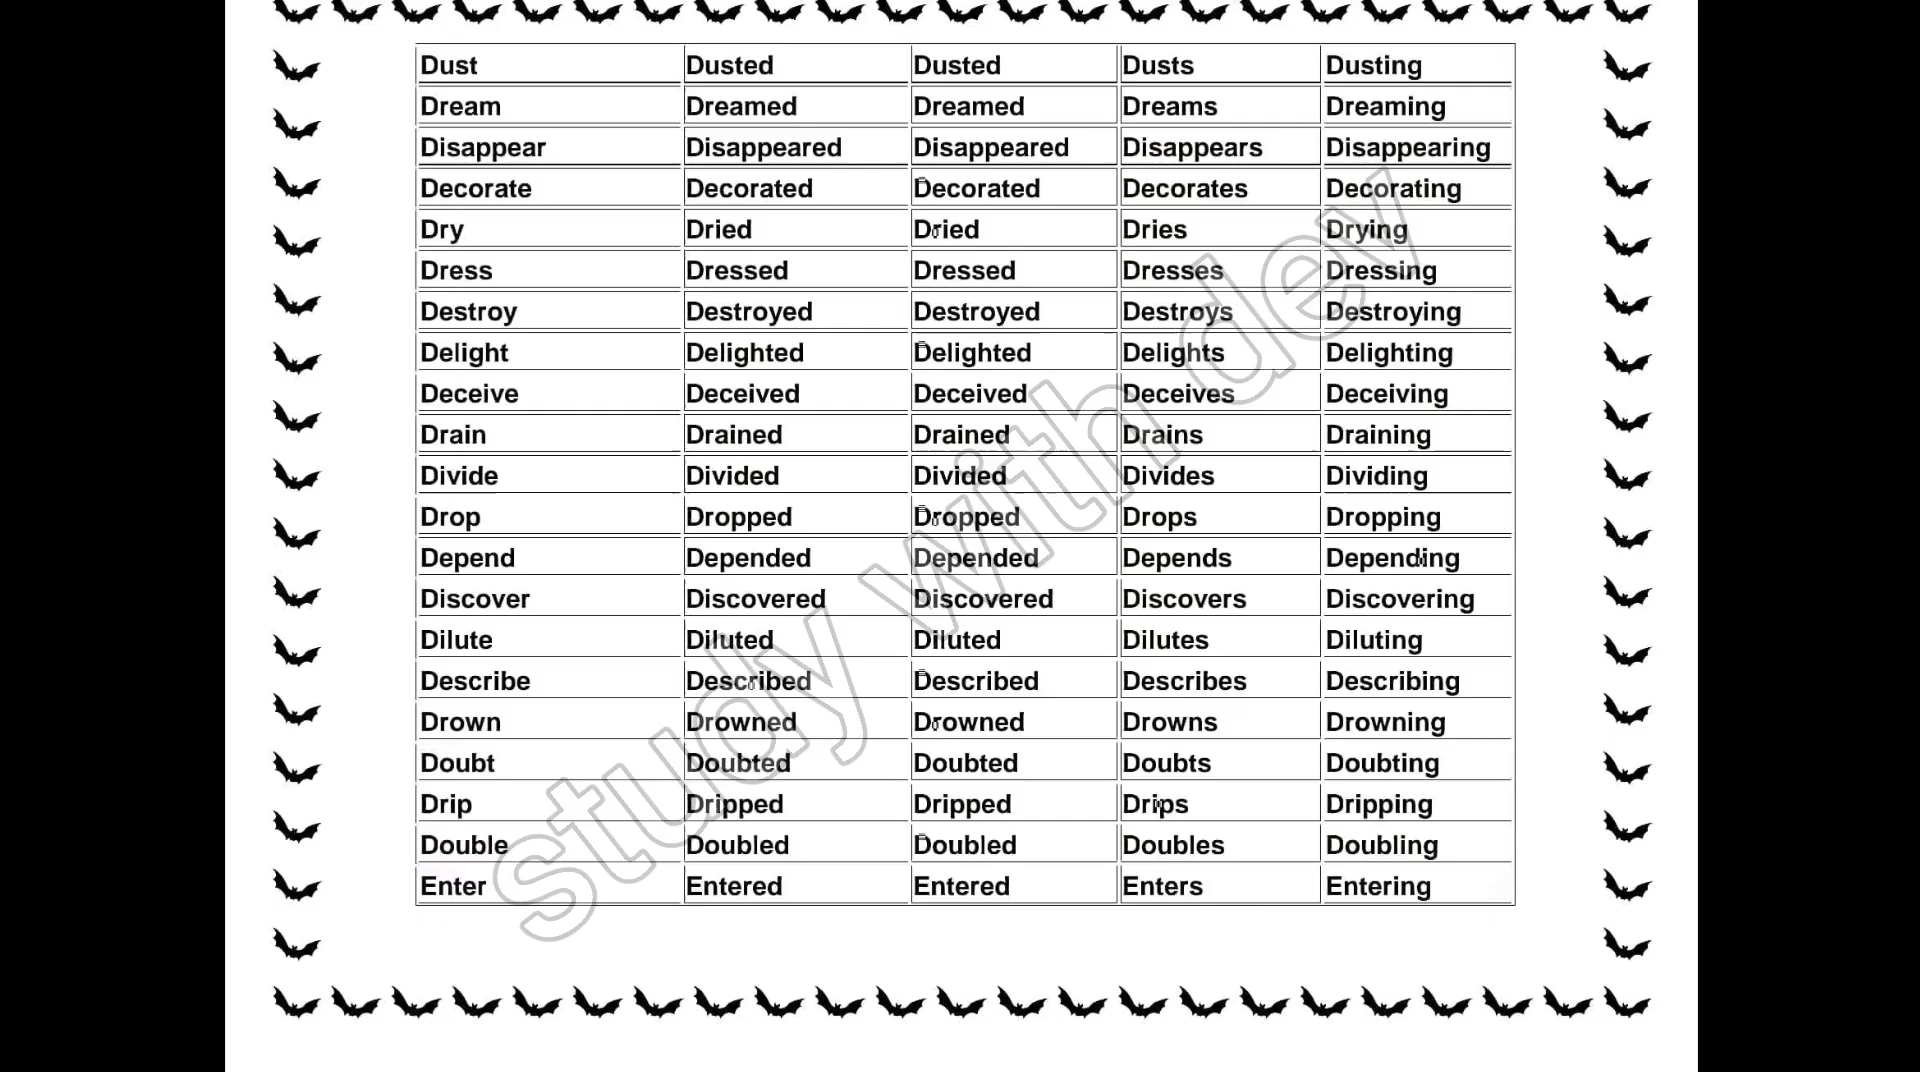 Dust Dusted Dusted Dusts Dusting
Dream Dreamed Dreamed Dreams Dreaming
Disappear Disappeared Disappeared Disappears Disappearing
Decorate Decorated Decorated Decorates Decorating
Dry Dried Dried Dries Drying
Dress Dressed Dressed Dresses Dressing
Destroy Destroyed Destroyed Destroys Destroying
Delight Delighted Delighted Delights Delighting
Deceive Deceived Deceived Deceives Deceiving
Drain Drained Drained Drains Draining
Divide Divided Divided Divides Dividing
Drop Dropped Dropped Drops Dropping
Depend Depended Depended Depends Depending
Discover Discovered Discovered Discovers Discovering
Dilute Diluted Diluted Dilutes Diluting
Describe Described Described Describes Describing
Drown Drowned Drowned Drowns Drowning
Doubt Doubted Doubted Doubts Doubting
Drip Dripped Dripped Drips Dripping
Double Doubled Doubled Doubles Doubling
Enter Entered Entered Enters Entering
study with dev